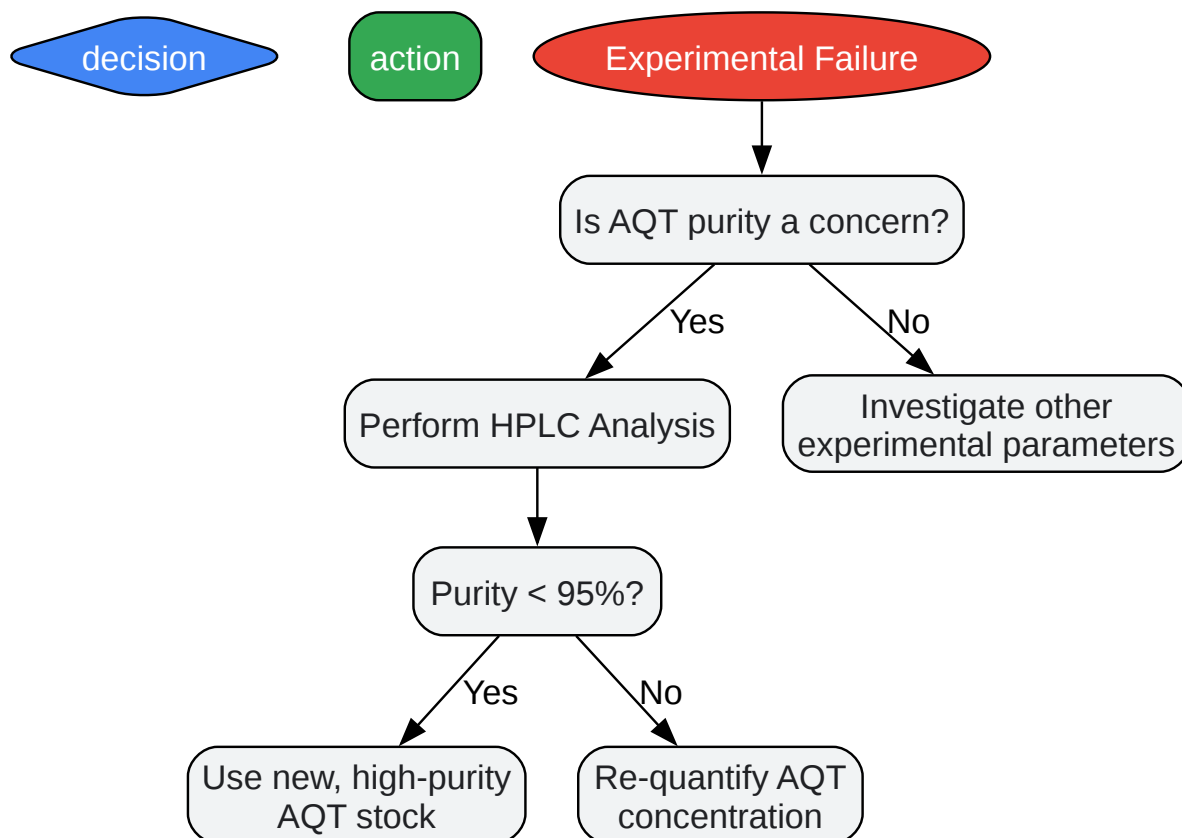 decision
action
Experimental Failure
Is AQT purity a concern?
Yes
No
Perform HPLC Analysis
Investigate other
experimental parameters
Purity < 95%?
Yes
No
Use new, high-purity
AQT stock
Re-quantify AQT
concentration